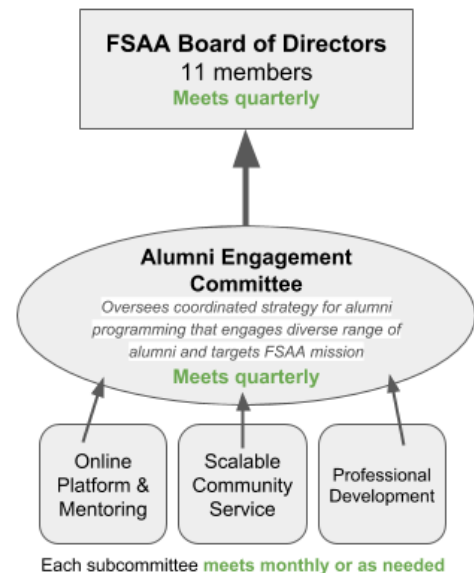 FSAA Board of Directors
11 members
Meets quarterly
Alumni Engagement
Committee
Oversees coordinated strategy for alumni
programming that engages diverse range of
alumni and targets FSAA mission
Meets quarterly
Online
Platform &
Mentoring
Scalable
Community
Service
Professional
Development
Each subcommittee meets monthly or as needed